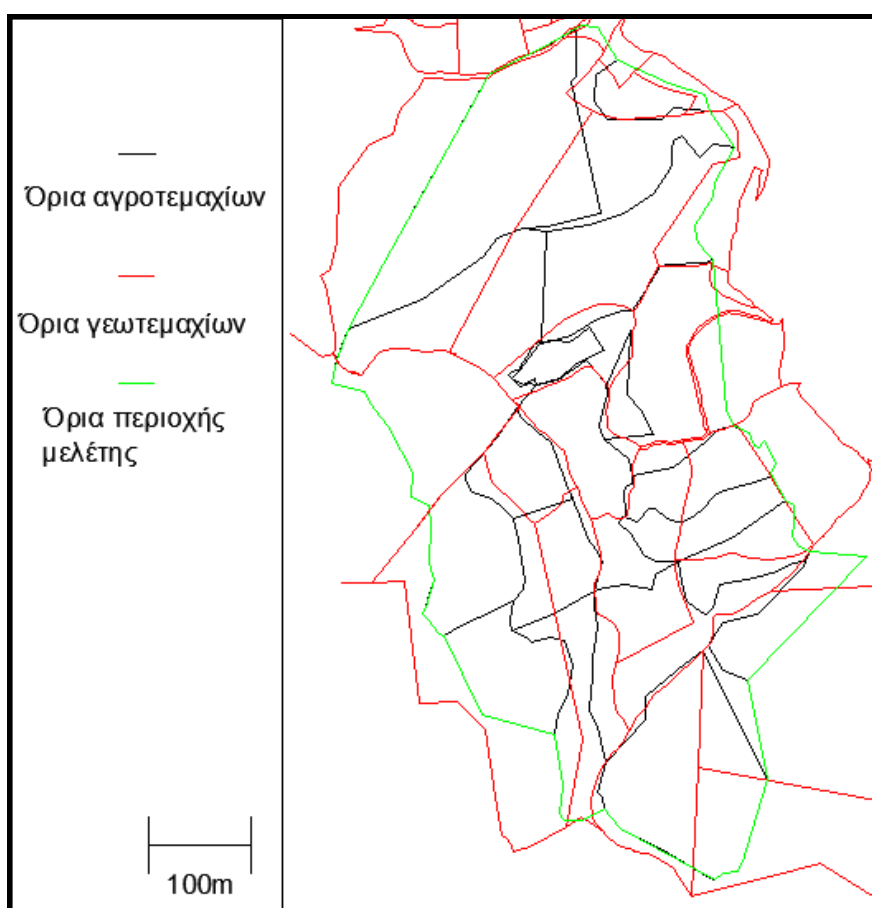 Όρια αγροτεμαχίων
Όρια γεωτεμαχίων
Όρια περιοχής
μελέτης
100m